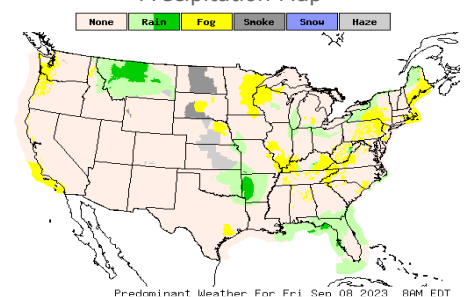 Precipitation Map
None Rain Fog Smoke Snow Haze
Predominant Weather For Fri Sep 08 2023 8AM EDT